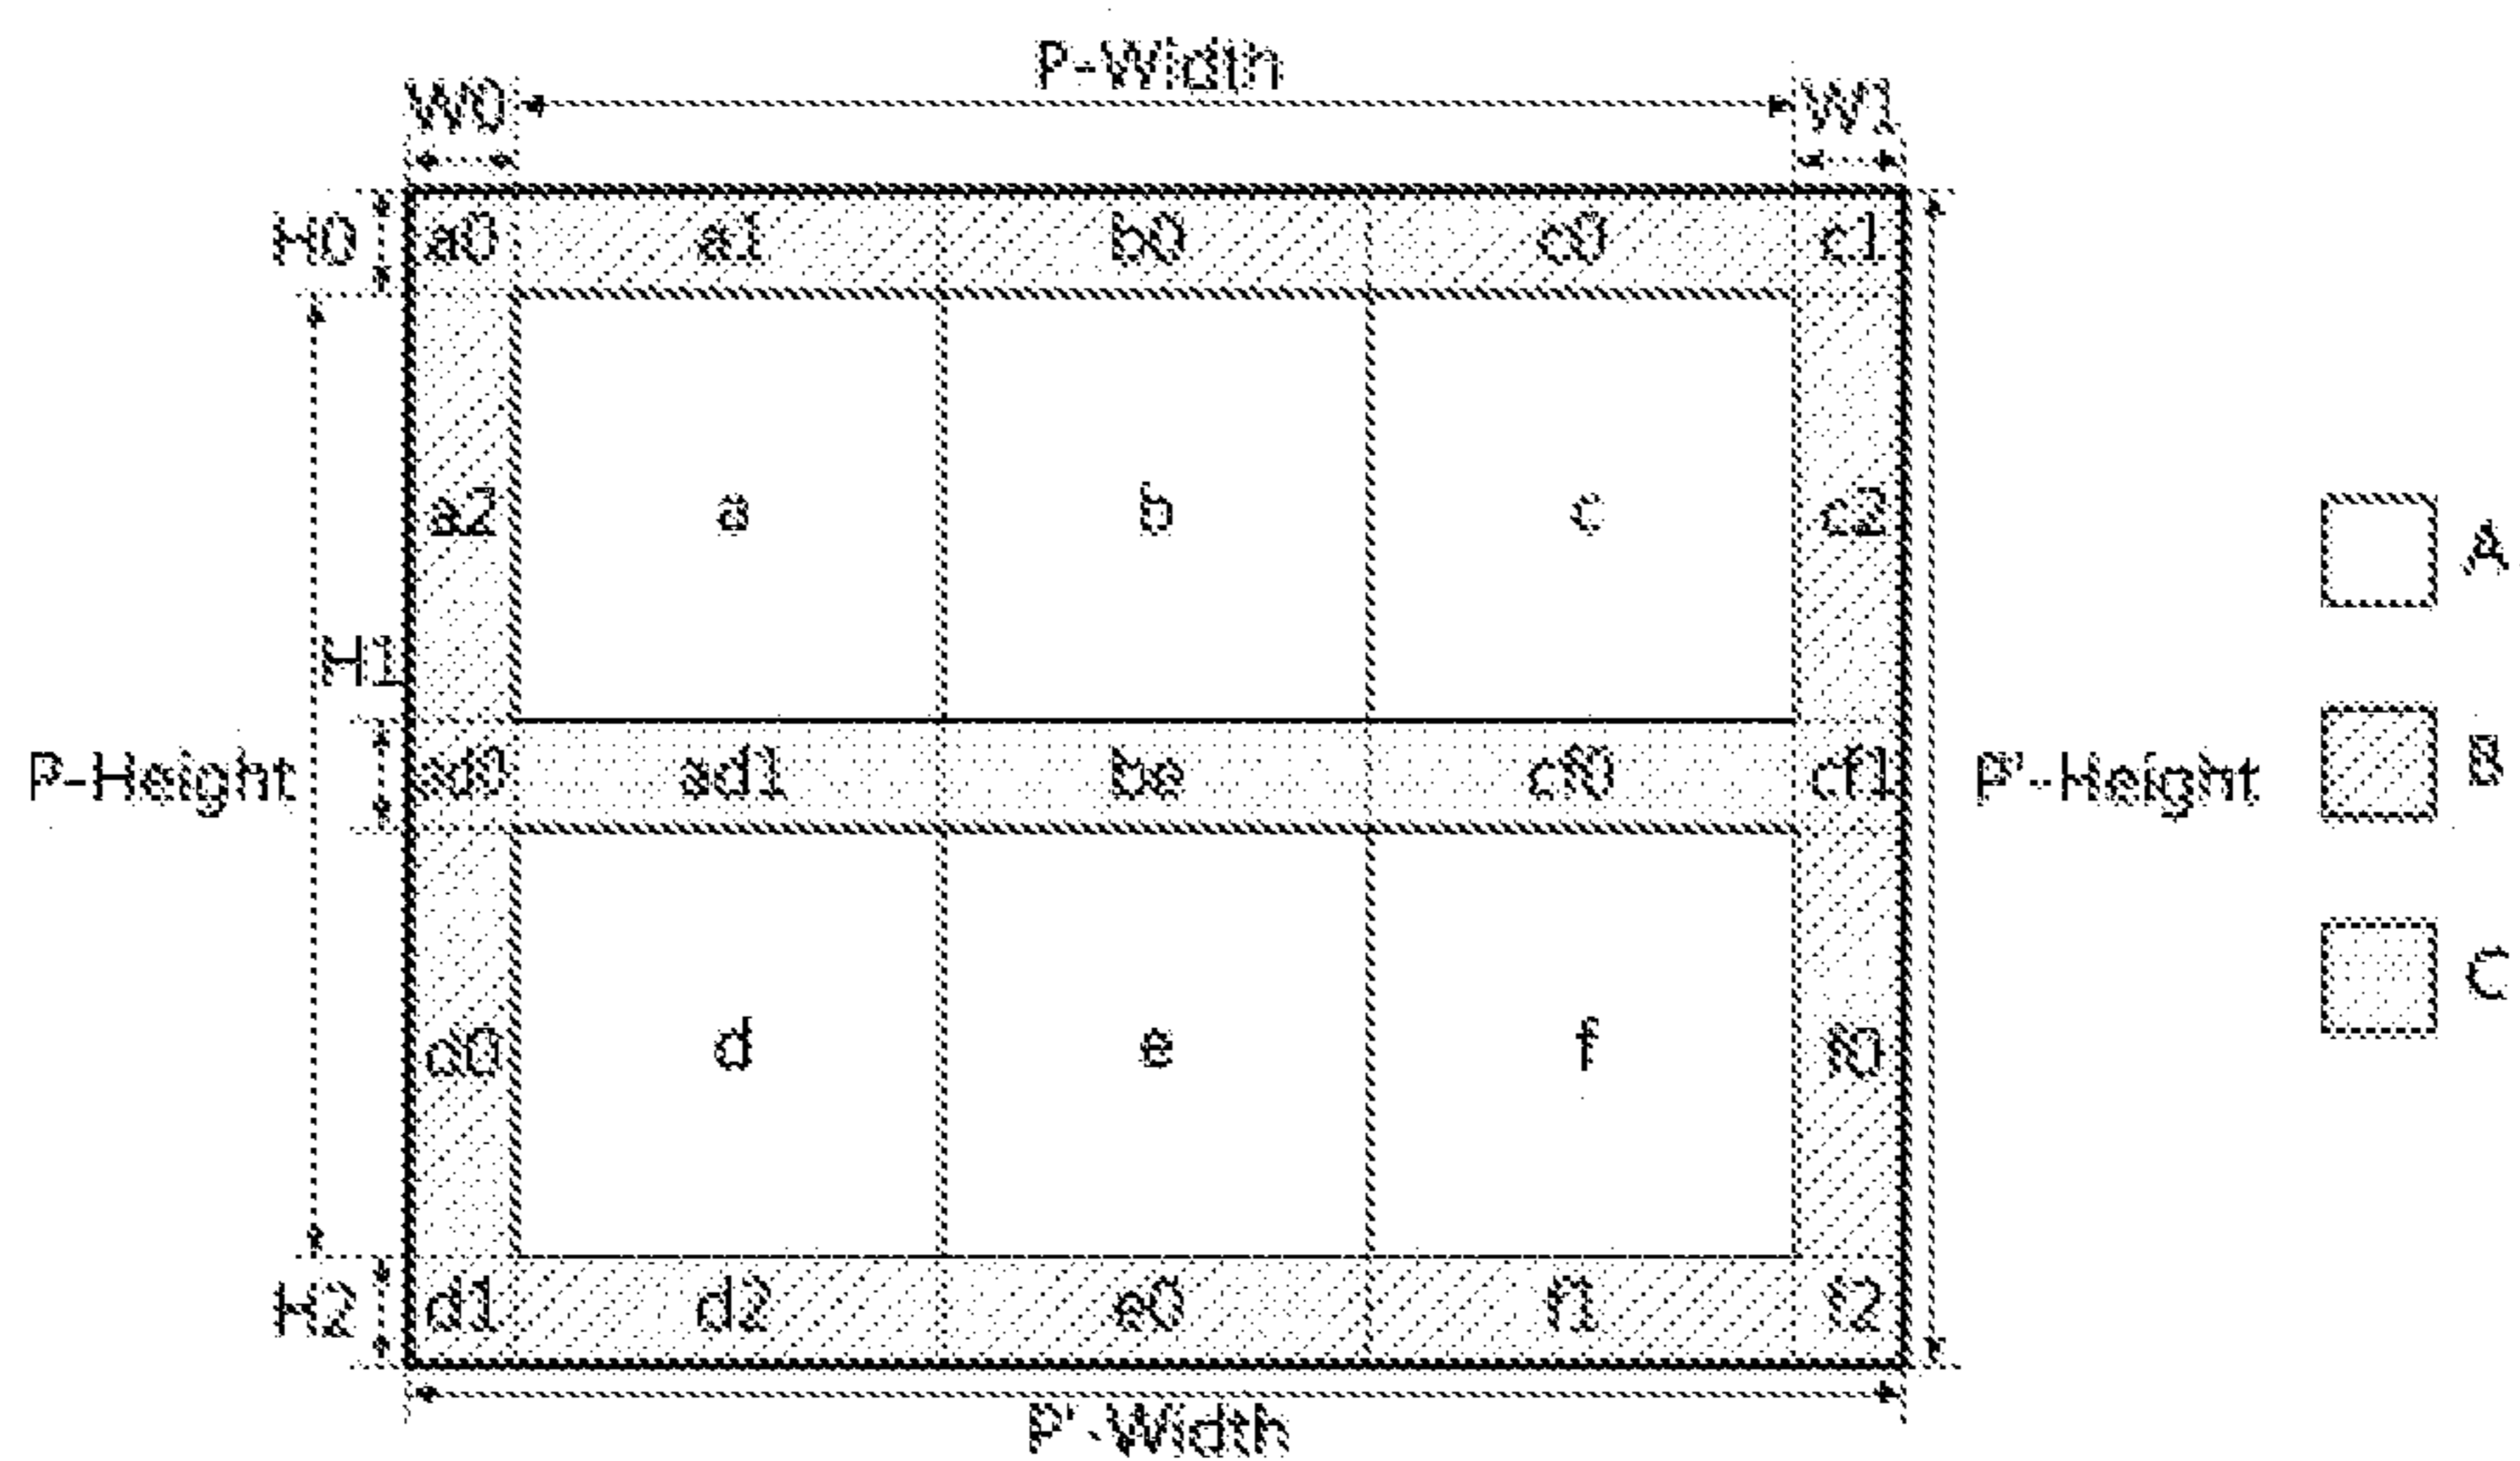 P-Width
W0 W1
H0 a0 a1 b0 c0 c1
a2 a b c c2
A
H1
B
P-Height be cf0 cf1 P'-Height
C
d e f f0
H2 d1 d2 e0 f1 f2
P'-Width